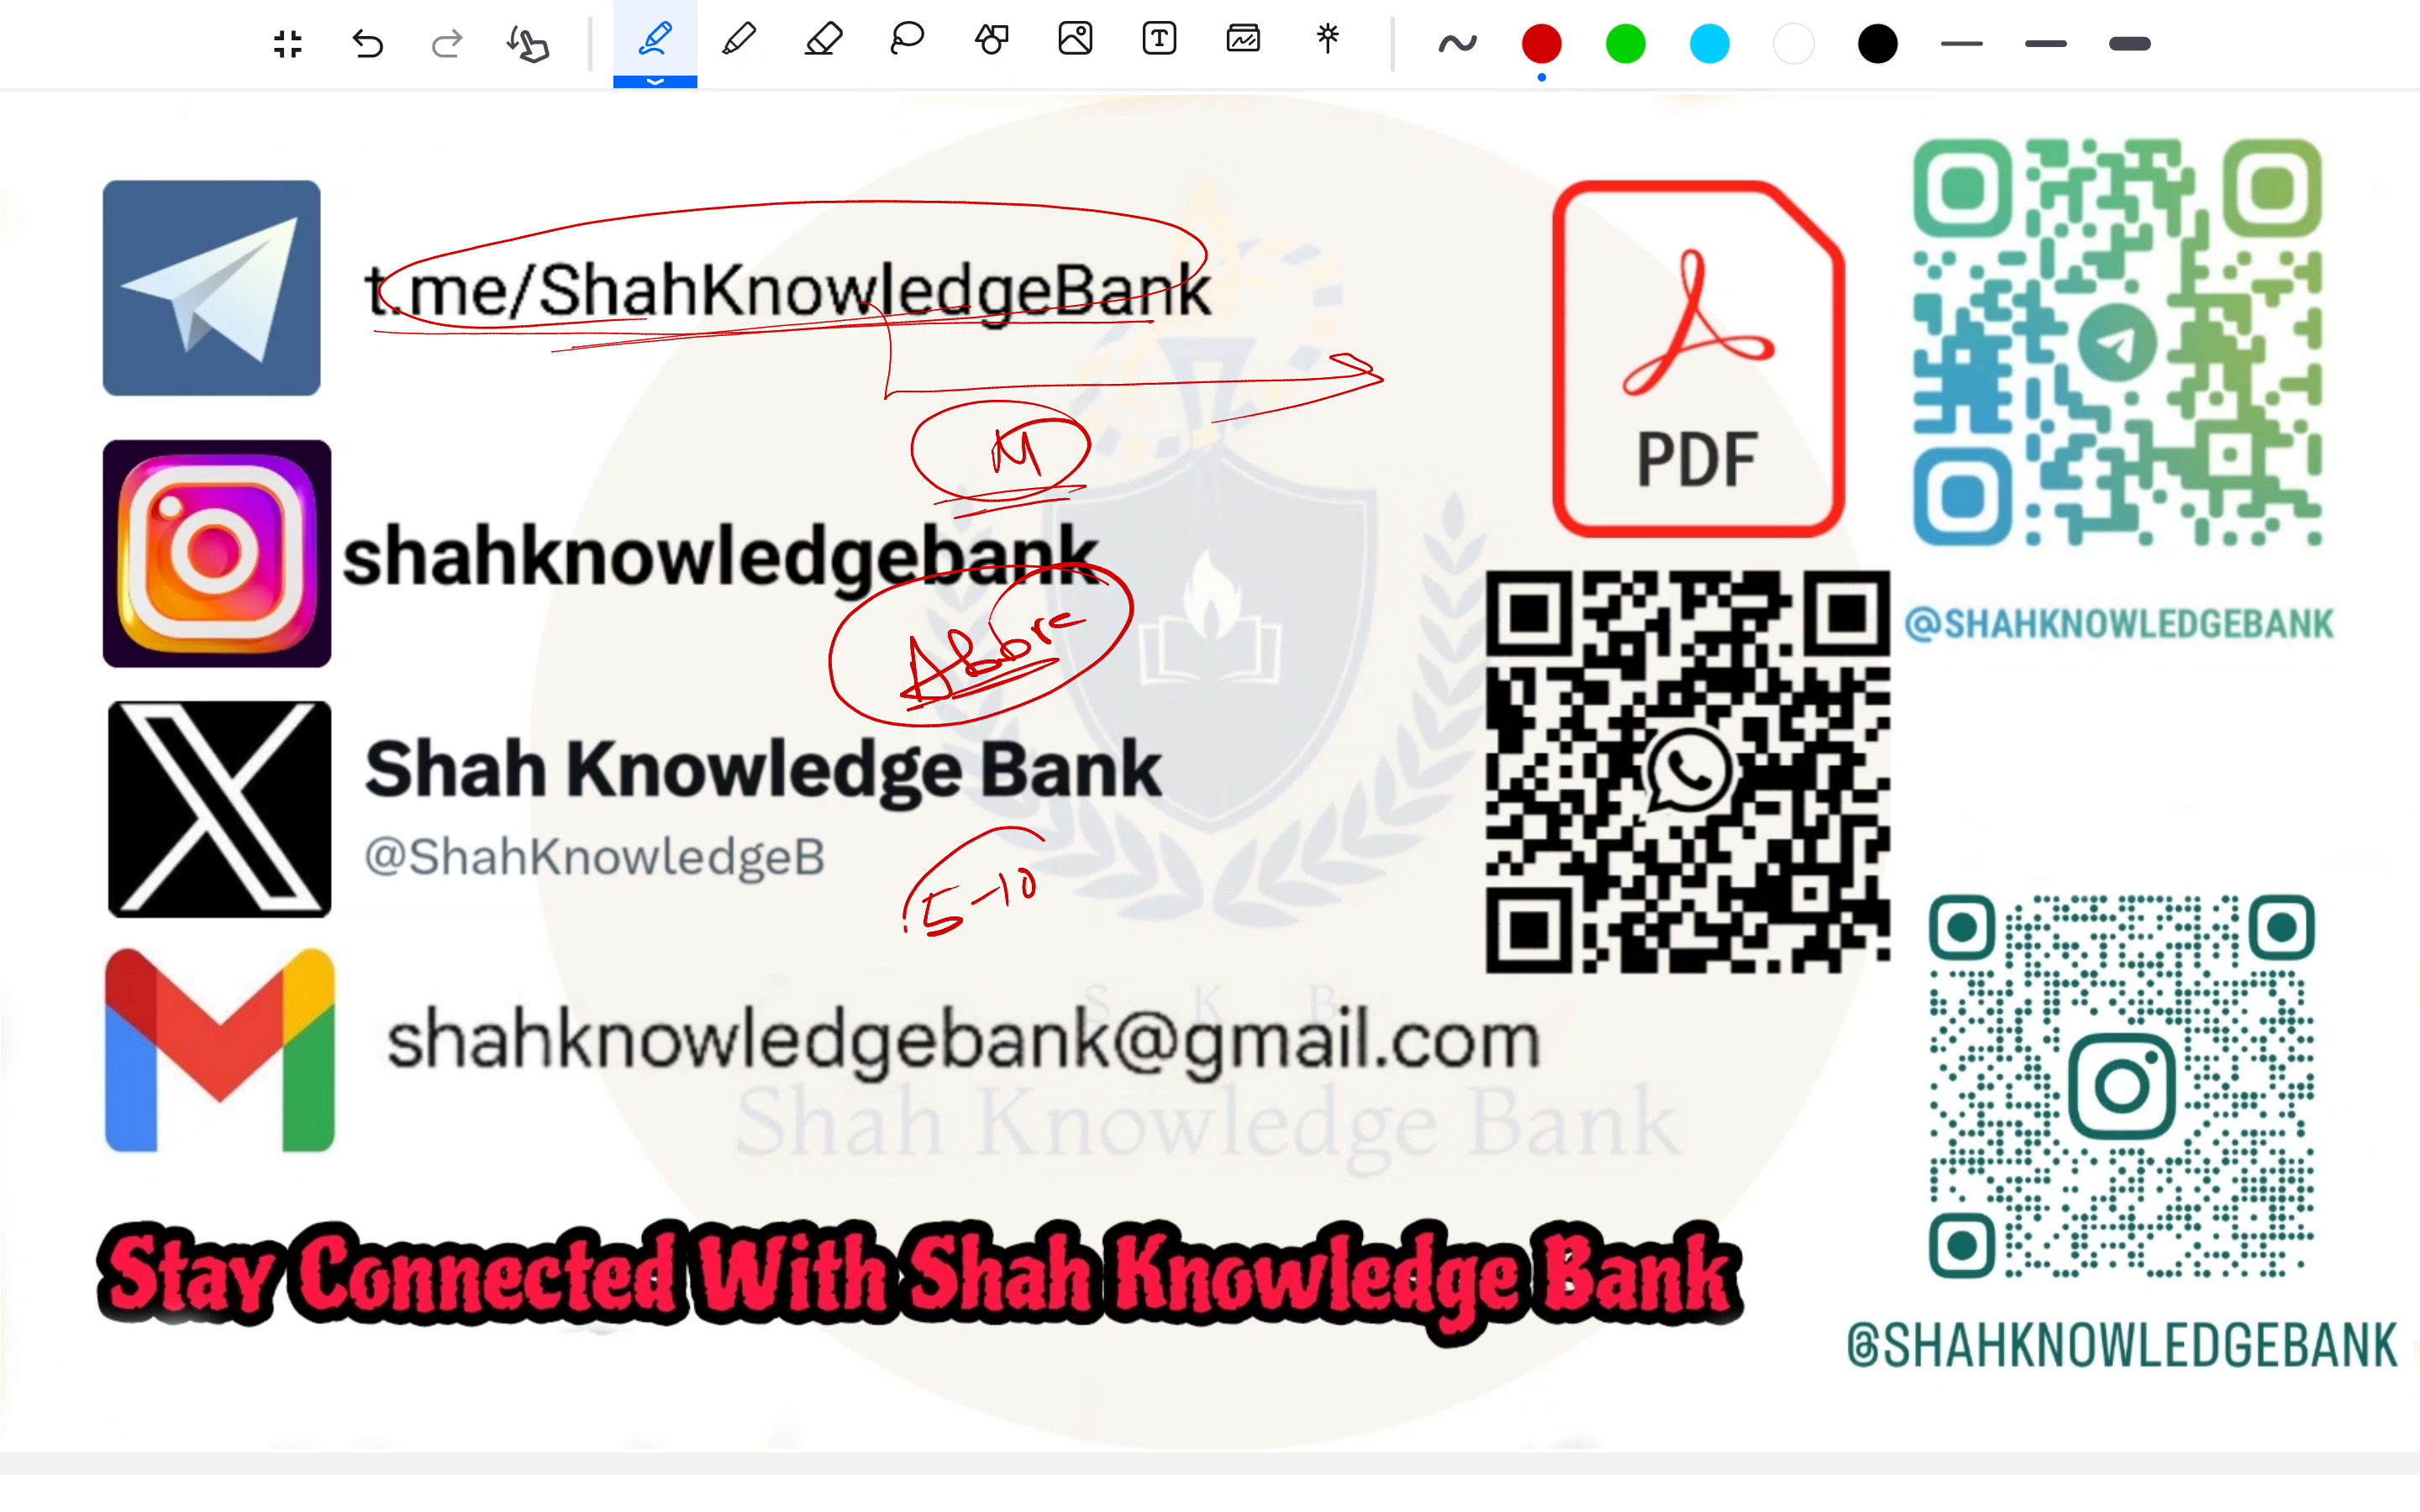 t.me/ShahKnowledgeBank
M
PDF
shahknowledgebank
@SHAHKNOWLEDGEBANK
Shah Knowledge Bank
@ShahKnowledgeB
5-10
S K B
shahknowledgebank@gmail.com
Shah Knowledge Bank
Stay Connected With Shah Knowledge Bank
@SHAHKNOWLEDGEBANK